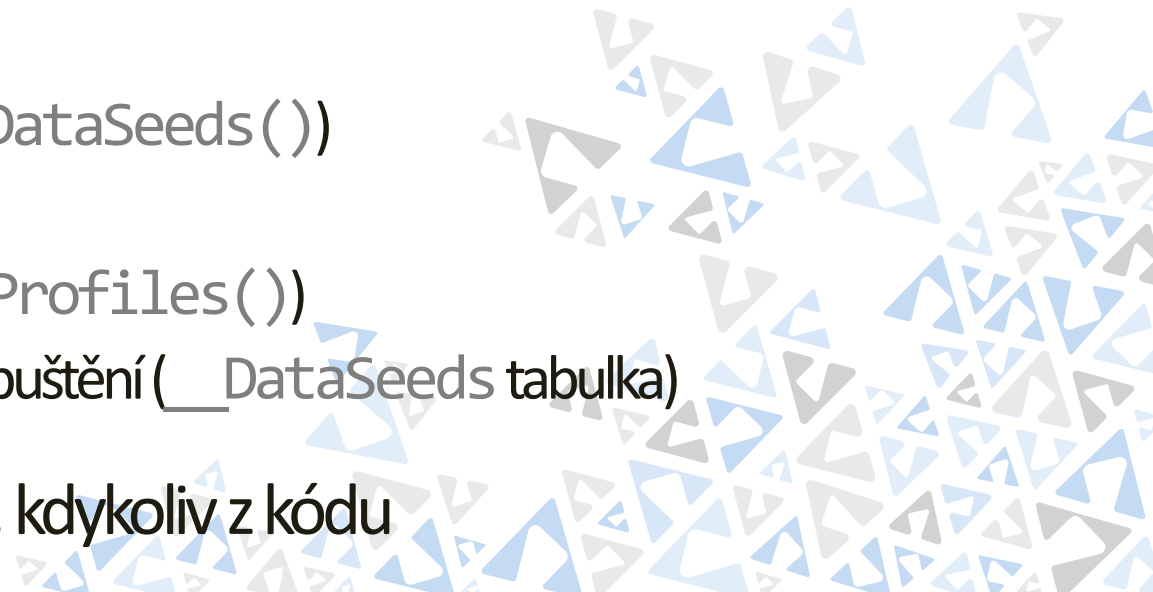 DataSeeds())
Profiles())
puštění (__DataSeeds tabulka)
. kdykoliv z kódu